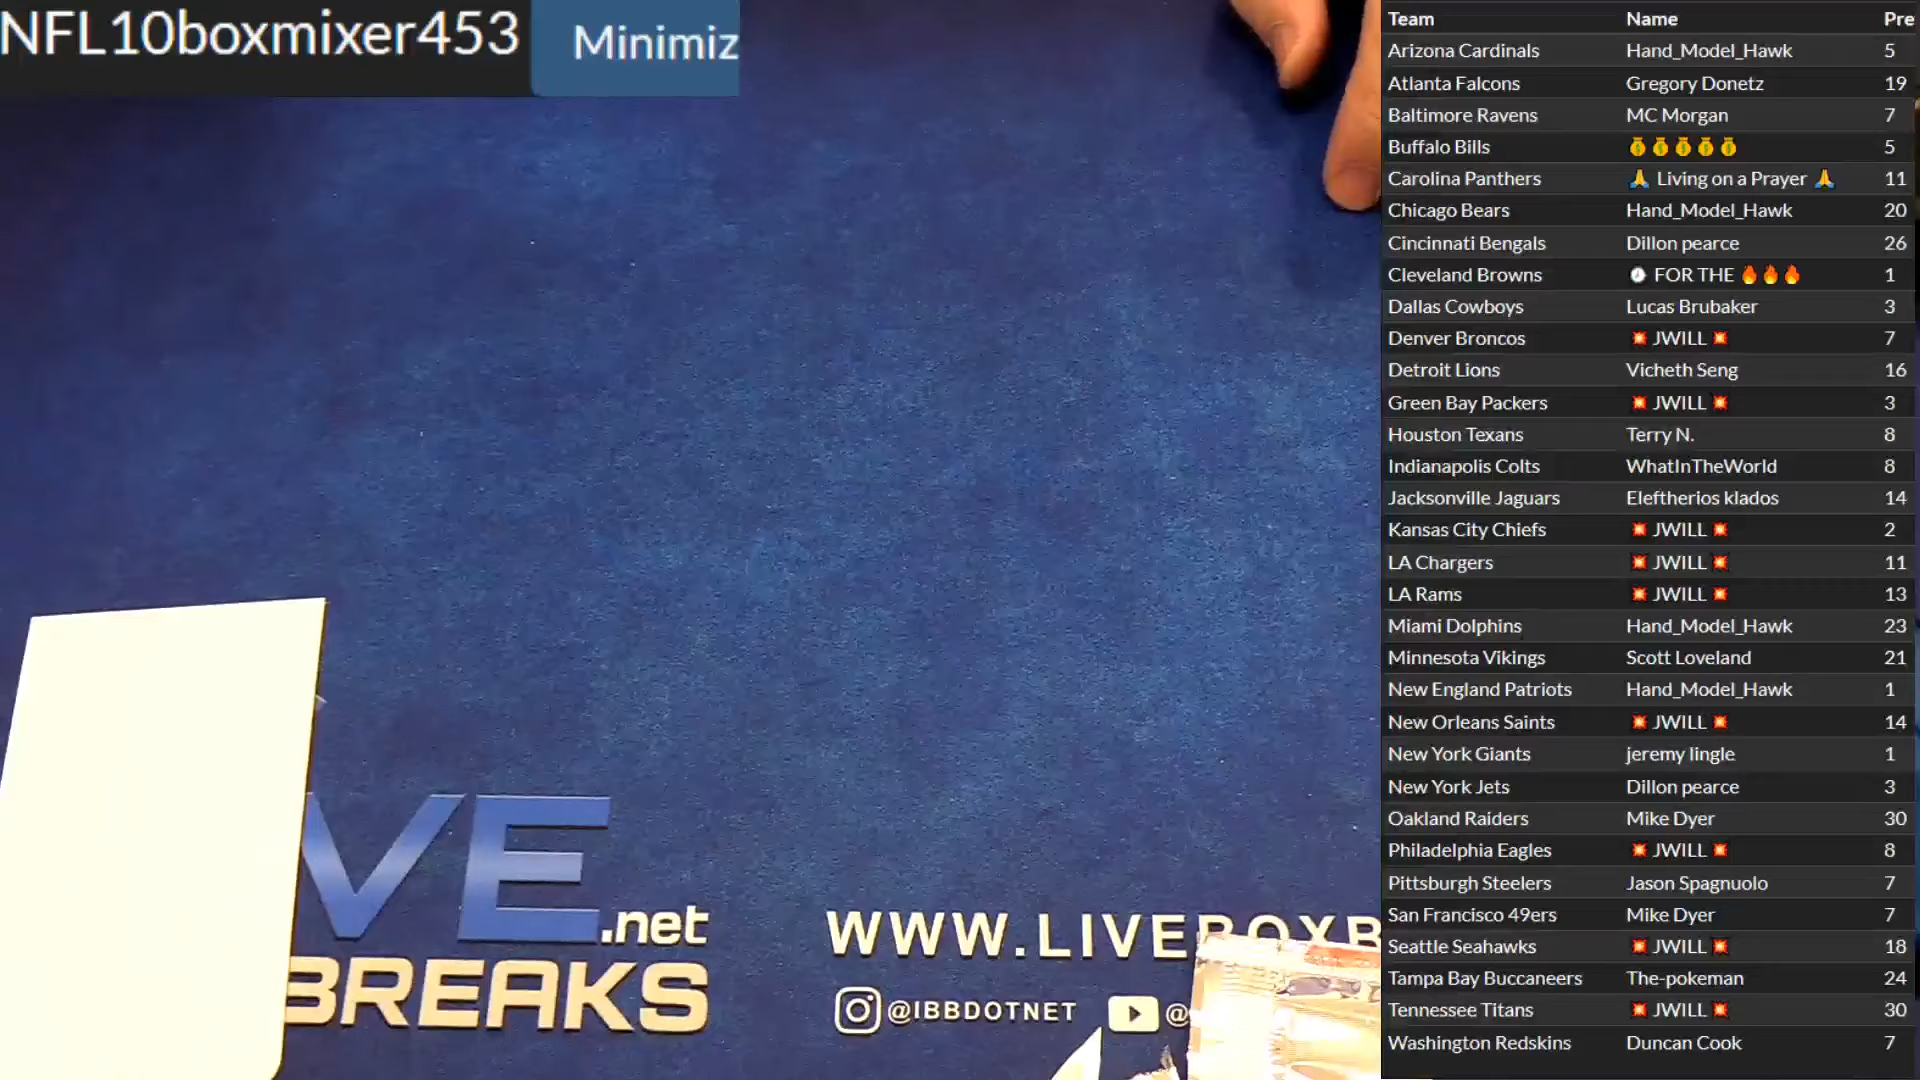 NFL10boxmixer453 Minimiz
Team Name Pre
Arizona Cardinals Hand_Model_Hawk 5
Atlanta Falcons Gregory Donetz 19
Baltimore Ravens MC Morgan 7
Buffalo Bills 💰💰💰💰💰 5
Carolina Panthers 🙏 Living on a Prayer 🙏 11
Chicago Bears Hand_Model_Hawk 20
Cincinnati Bengals Dillon pearce 26
Cleveland Browns 🕗 FOR THE 🔥🔥🔥 1
Dallas Cowboys Lucas Brubaker 3
Denver Broncos 💥 JWILL 💥 7
Detroit Lions Vicheth Seng 16
Green Bay Packers 💥 JWILL 💥 3
Houston Texans Terry N. 8
Indianapolis Colts WhatInTheWorld 8
Jacksonville Jaguars Eleftherios klados 14
Kansas City Chiefs 💥 JWILL 💥 2
LA Chargers 💥 JWILL 💥 11
LA Rams 💥 JWILL 💥 13
Miami Dolphins Hand_Model_Hawk 23
Minnesota Vikings Scott Loveland 21
New England Patriots Hand_Model_Hawk 1
New Orleans Saints 💥 JWILL 💥 14
New York Giants jeremy lingle 1
New York Jets Dillon pearce 3
Oakland Raiders Mike Dyer 30
Philadelphia Eagles 💥 JWILL 💥 8
Pittsburgh Steelers Jason Spagnuolo 7
San Francisco 49ers Mike Dyer 7
Seattle Seahawks 💥 JWILL 💥 18
Tampa Bay Buccaneers The-pokeman 24
Tennessee Titans 💥 JWILL 💥 30
Washington Redskins Duncan Cook 7
VE.net
BREAKS
WWW.LIVEBOXB
@IBBDOTNET @